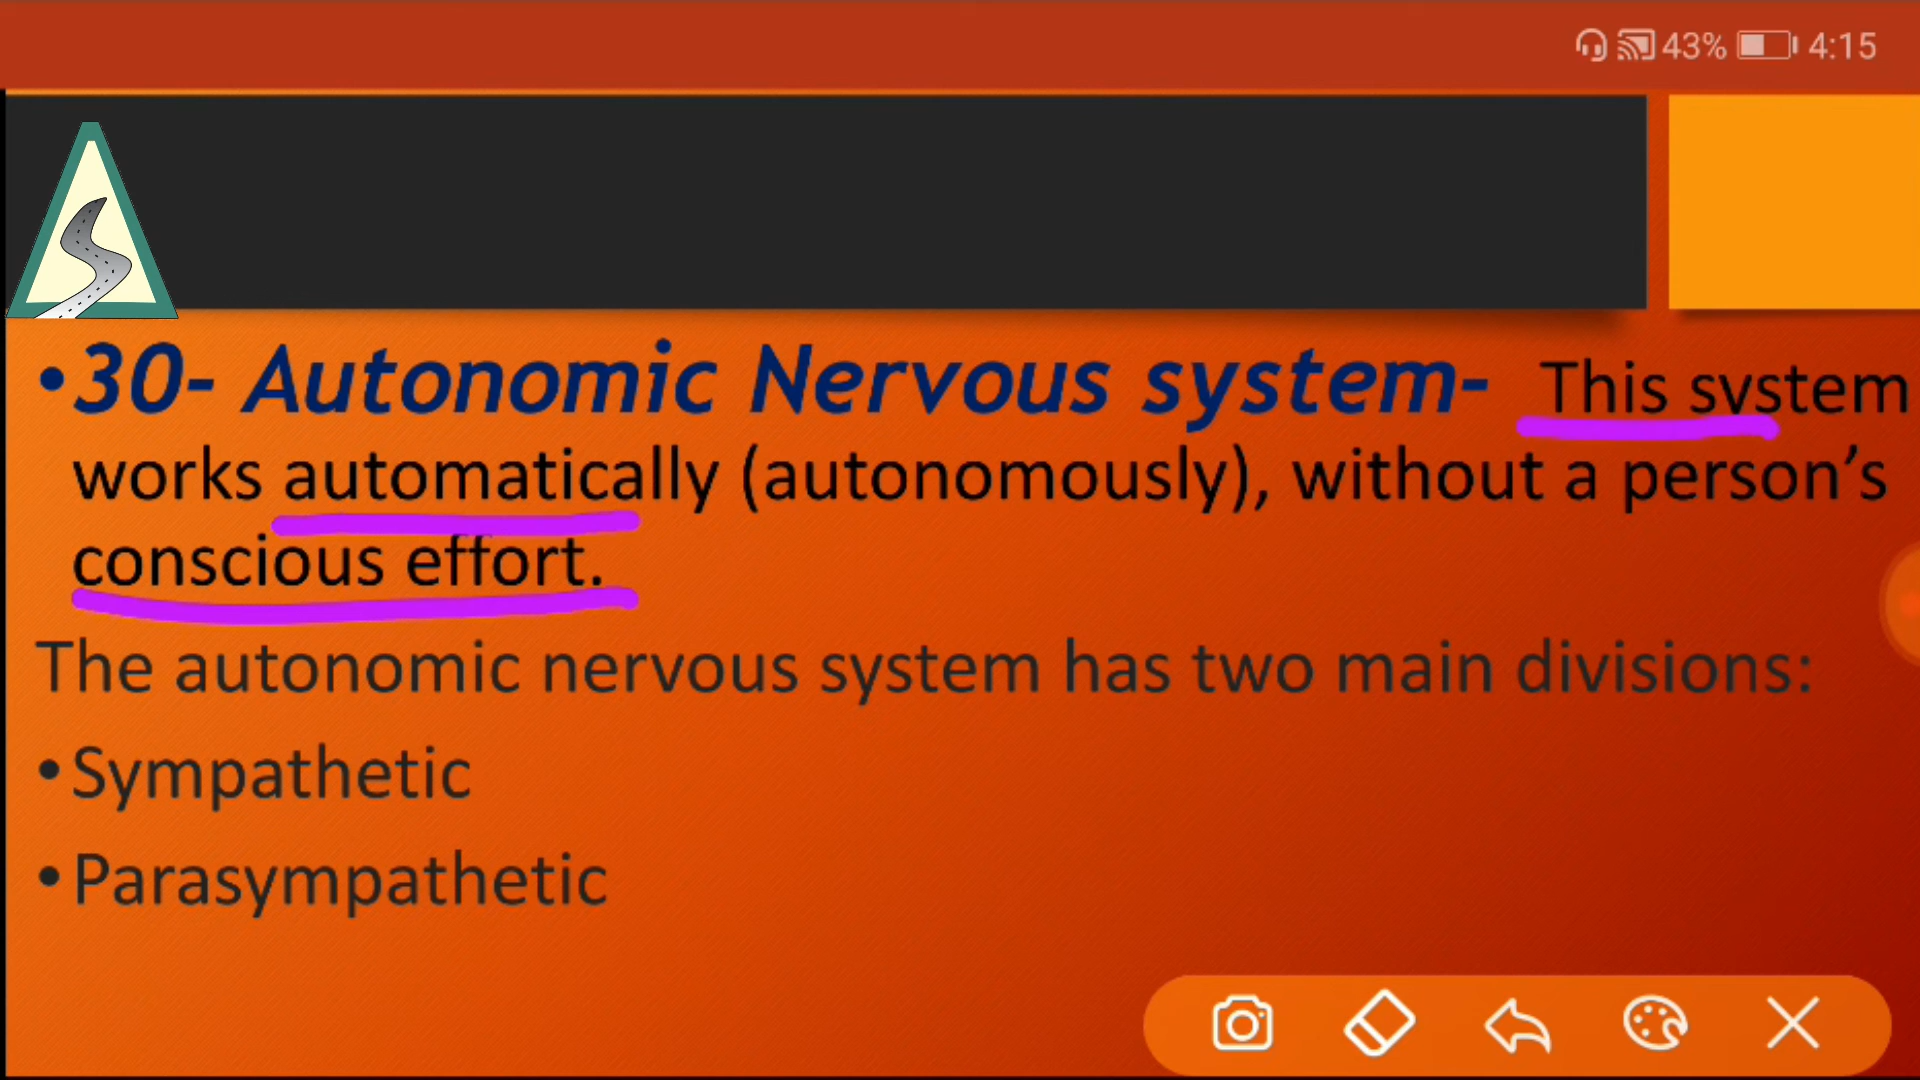 43% 4:15
•30- Autonomic Nervous system- This system
works automatically (autonomously), without a person’s
conscious effort.
The autonomic nervous system has two main divisions:
•Sympathetic
•Parasympathetic